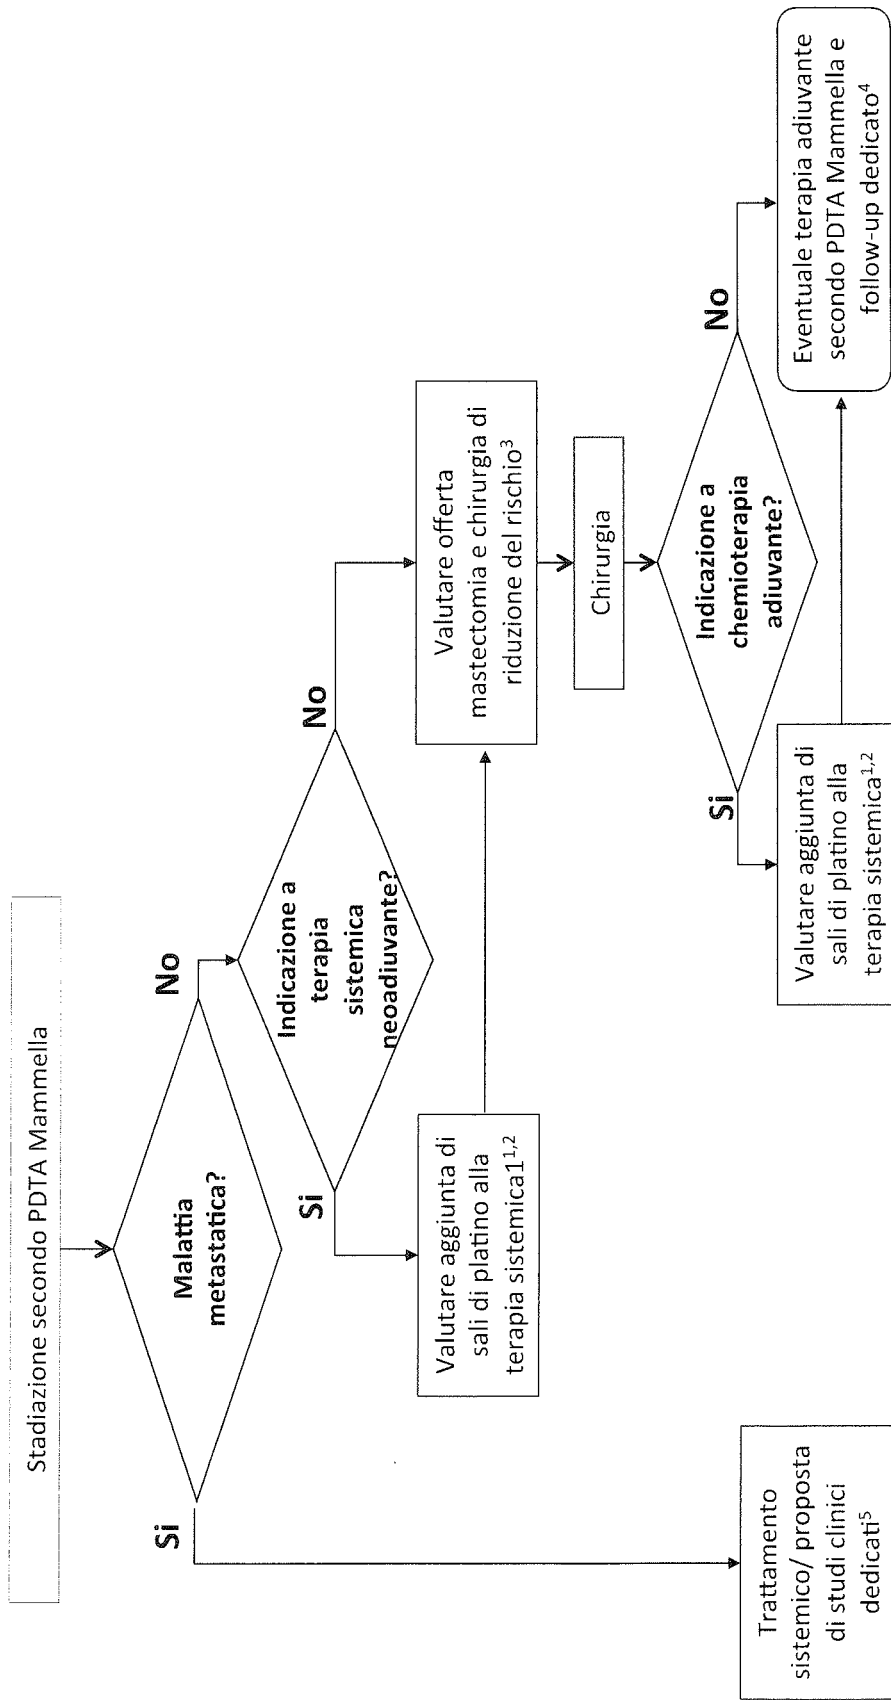 Stadiazione secondo PDTA Mammella
Malattia
metastatica?
Si
No
Indicazione a
terapia
sistemica
neoadiuvante?
Si
No
Valutare aggiunta di
sali di platino alla
terapia sistemica1¹,²
Valutare offerta
mastectomia e chirurgia di
riduzione del rischio³
Chirurgia
Indicazione a
chemioterapia
adiuvante?
Si
No
Trattamento
sistemico/ proposta
di studi clinici
dedicati⁵
Valutare aggiunta di
sali di platino alla
terapia sistemica¹,²
Eventuale terapia adiuvante
secondo PDTA Mammella e
follow-up dedicato⁴